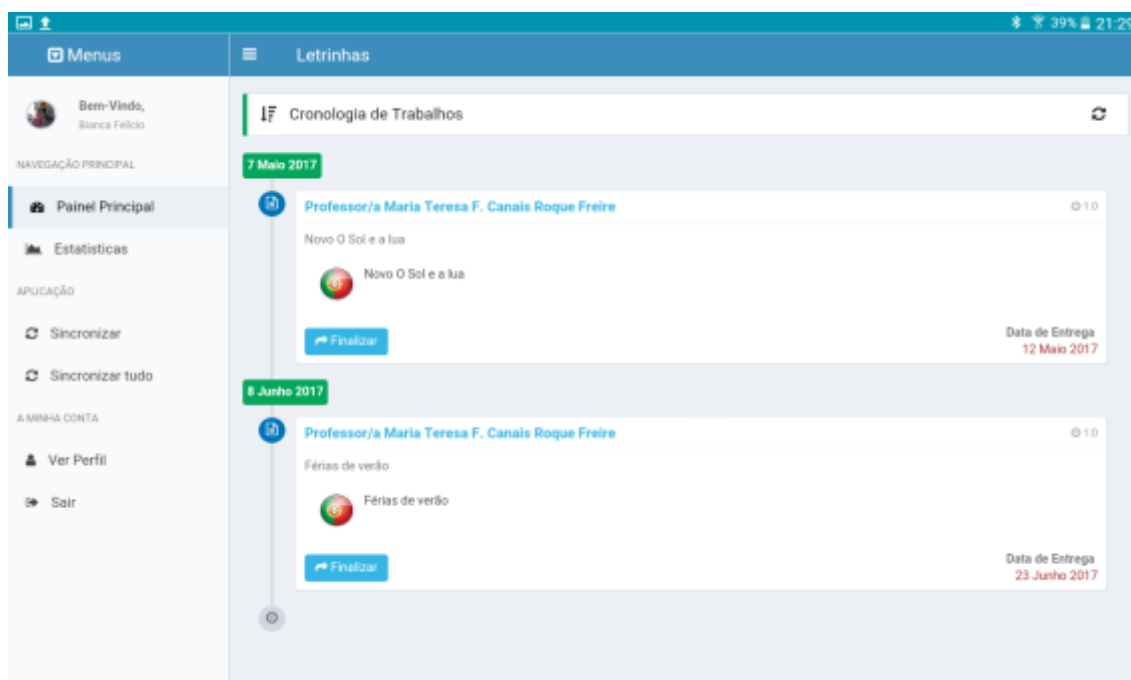 39% 21:29
Menus
Letrinhas
Bem-Vindo,
Bianca Felício
NAVEGAÇÃO PRINCIPAL
Painel Principal
Estatisticas
APLICAÇÃO
Sincronizar
Sincronizar tudo
A MINHA CONTA
Ver Perfil
Sair
Cronologia de Trabalhos
7 Maio 2017
Professor/a Maria Teresa F. Canais Roque Freire
1.0
Novo O Sol e a lua
Novo O Sol e a lua
Finalizar
Data de Entrega
12 Maio 2017
8 Junho 2017
Professor/a Maria Teresa F. Canais Roque Freire
1.0
Férias de verão
Férias de verão
Finalizar
Data de Entrega
23 Junho 2017